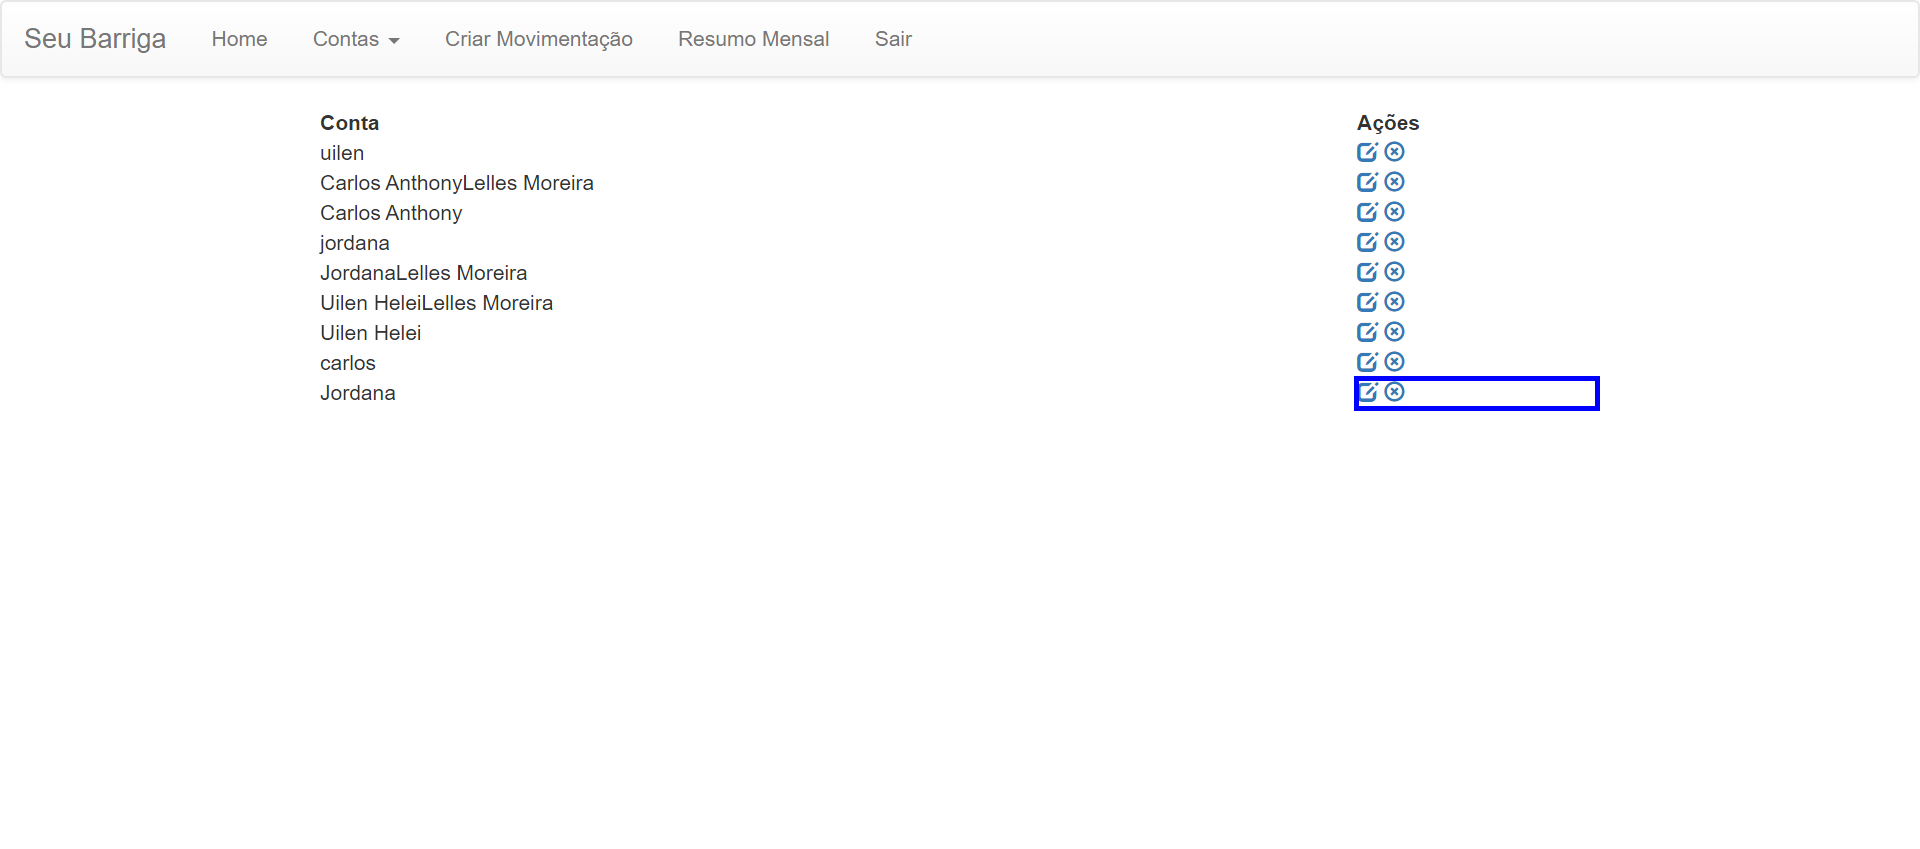 Seu Barriga Home Contas Criar Movimentação Resumo Mensal Sair
Conta Ações
uilen
Carlos AnthonyLelles Moreira
Carlos Anthony
jordana
JordanaLelles Moreira
Uilen HeleiLelles Moreira
Uilen Helei
carlos
Jordana